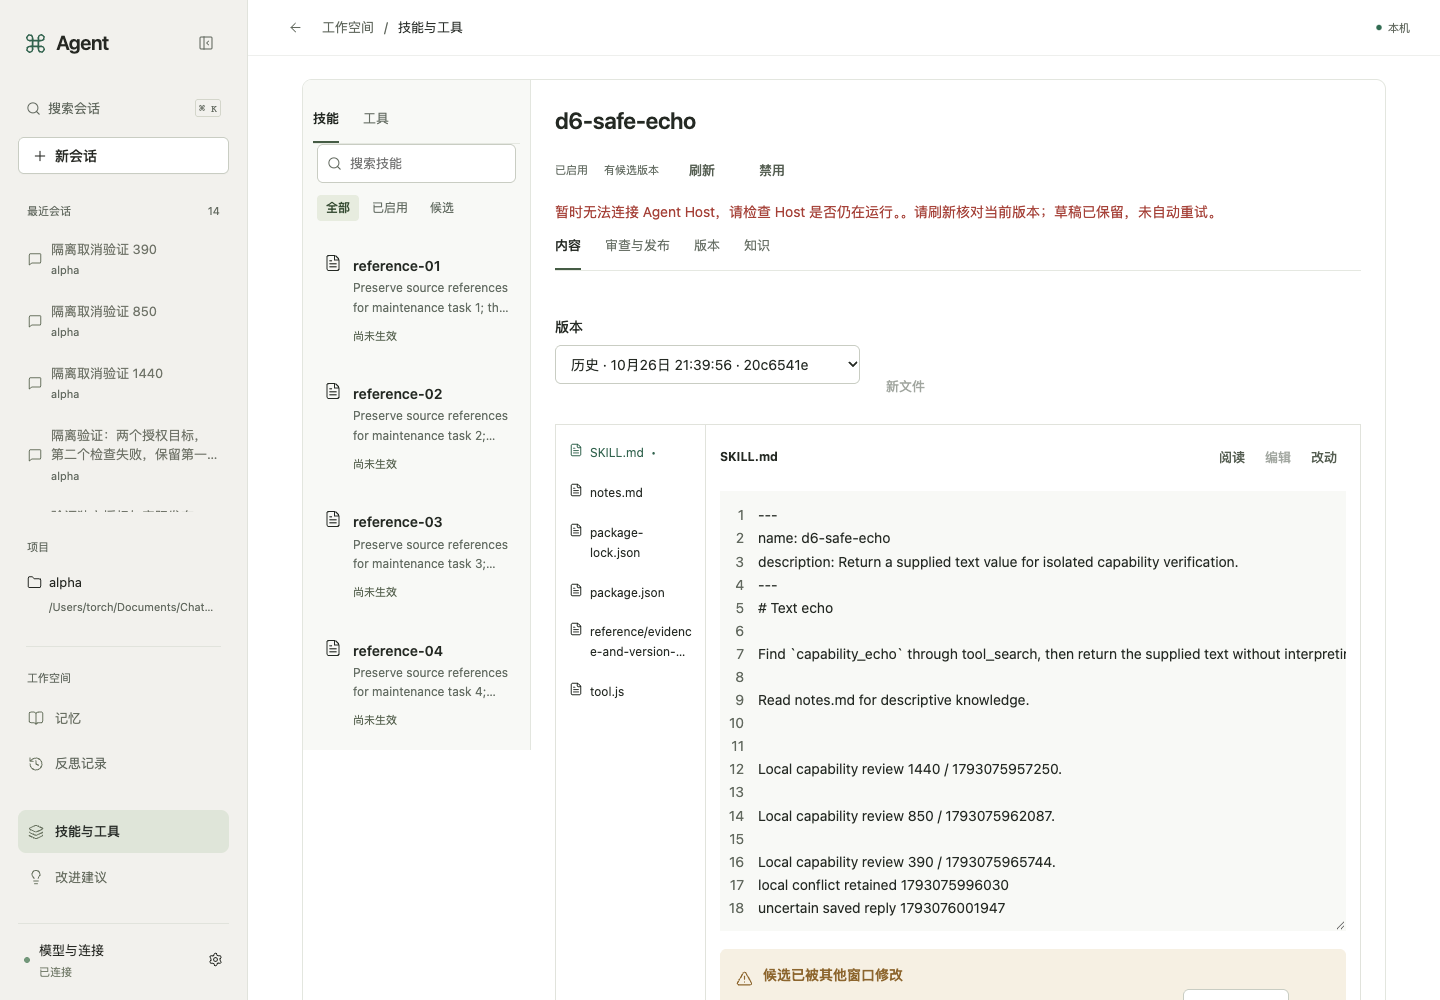 Agent
搜索会话
⌘ K
新会话
最近会话
14
隔离取消验证 390
alpha
隔离取消验证 850
alpha
隔离取消验证 1440
alpha
隔离验证：两个授权目标，
第二个检查失败，保留第一...
alpha
项目
alpha
/Users/torch/Documents/Chat...
工作空间
记忆
反思记录
技能与工具
改进建议
模型与连接
已连接
工作空间 / 技能与工具
本机
技能
工具
搜索技能
全部
已启用
候选
reference-01
Preserve source references
for maintenance task 1; th...
尚未生效
reference-02
Preserve source references
for maintenance task 2;...
尚未生效
reference-03
Preserve source references
for maintenance task 3;...
尚未生效
reference-04
Preserve source references
for maintenance task 4;...
尚未生效
d6-safe-echo
已启用
有候选版本
刷新
禁用
暂时无法连接 Agent Host，请检查 Host 是否仍在运行。。请刷新核对当前版本；草稿已保留，未自动重试。
内容
审查与发布
版本
知识
版本
历史 · 10月26日 21:39:56 · 20c6541e
新文件
SKILL.md •
notes.md
package-
lock.json
package.json
reference/evidenc
e-and-version-...
tool.js
SKILL.md
阅读
编辑
改动
1 ---
2 name: d6-safe-echo
3 description: Return a supplied text value for isolated capability verification.
4 ---
5 # Text echo
6
7 Find `capability_echo` through tool_search, then return the supplied text without interpretin
8
9 Read notes.md for descriptive knowledge.
10
11
12 Local capability review 1440 / 1793075957250.
13
14 Local capability review 850 / 1793075962087.
15
16 Local capability review 390 / 1793075965744.
17 local conflict retained 1793075996030
18 uncertain saved reply 1793076001947
候选已被其他窗口修改